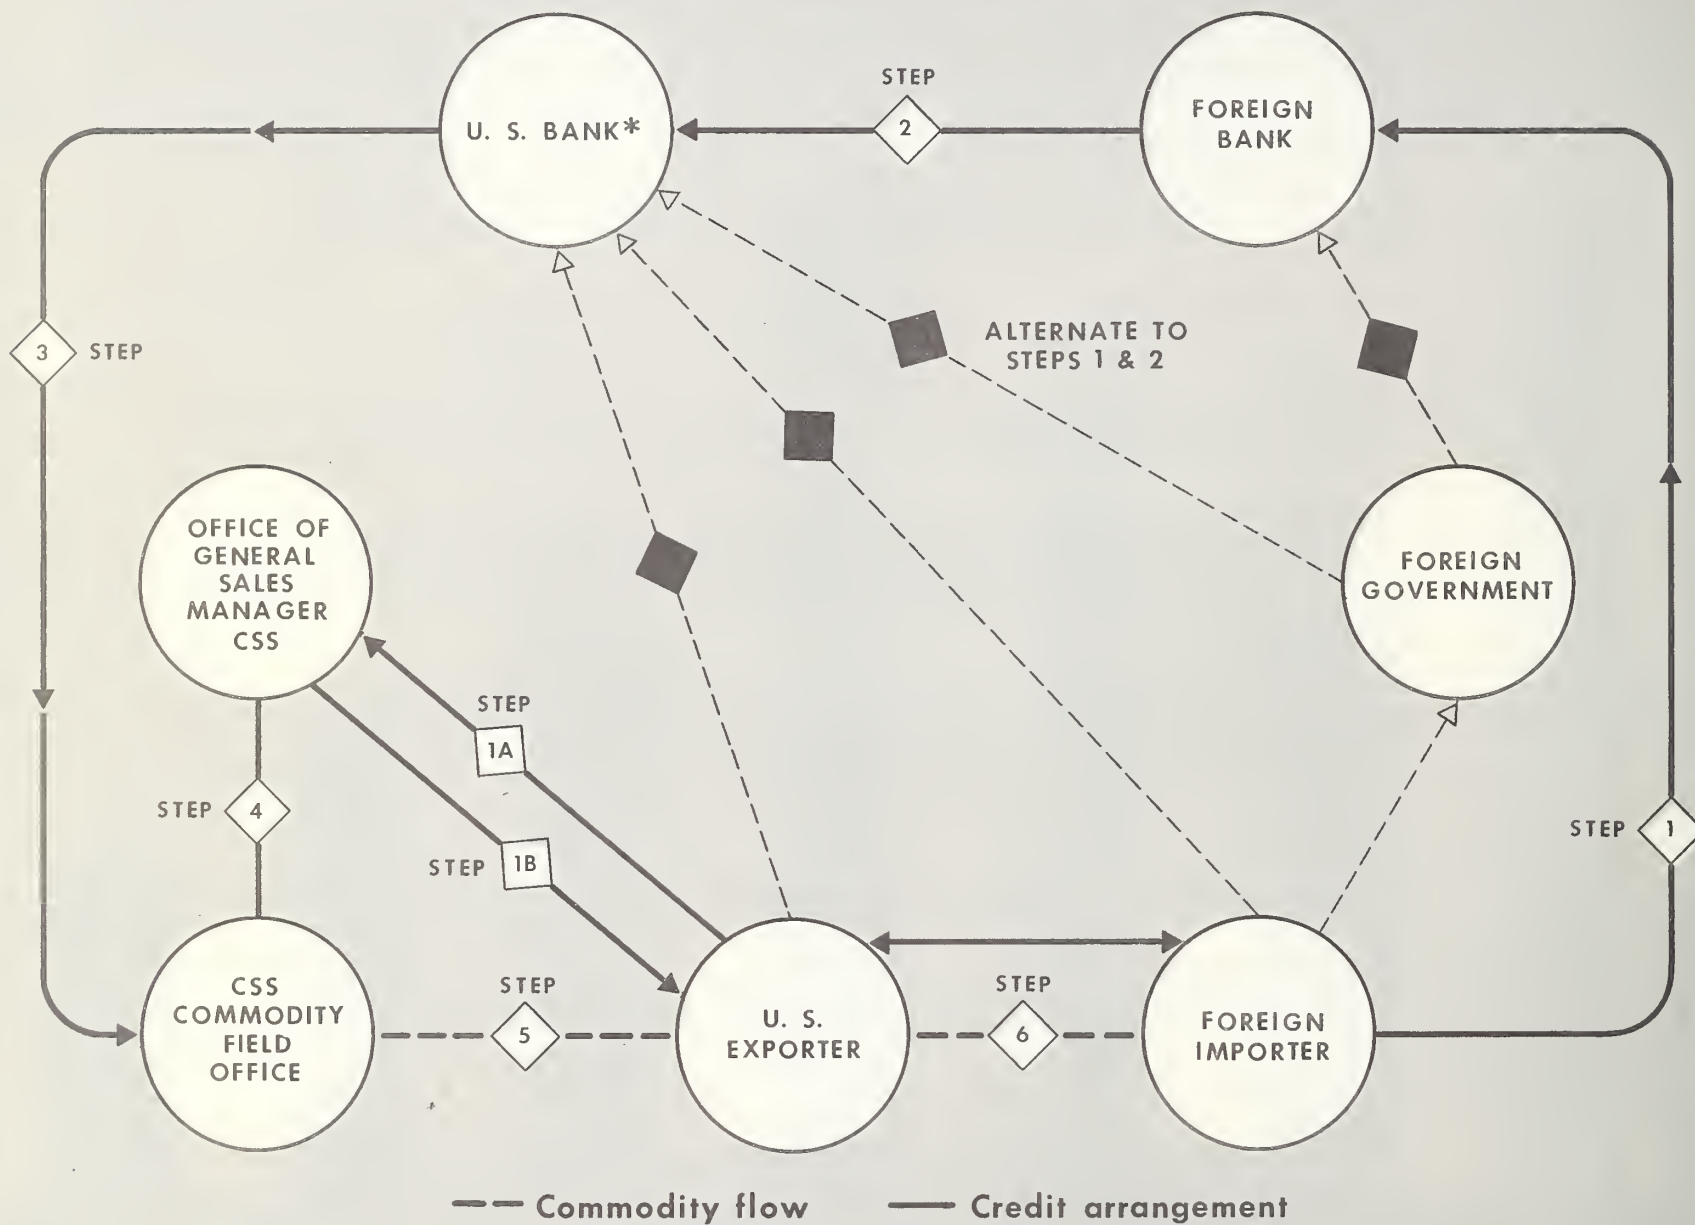 STEP
2
U. S. BANK*
FOREIGN
BANK
3
STEP
ALTERNATE TO
STEPS 1 & 2
OFFICE OF
GENERAL
SALES
MANAGER
CSS
FOREIGN
GOVERNMENT
STEP
1A
STEP
4
STEP
1B
STEP
1
CSS
COMMODITY
FIELD
OFFICE
STEP
5
U. S.
EXPORTER
STEP
6
FOREIGN
IMPORTER
Commodity flow
Credit arrangement